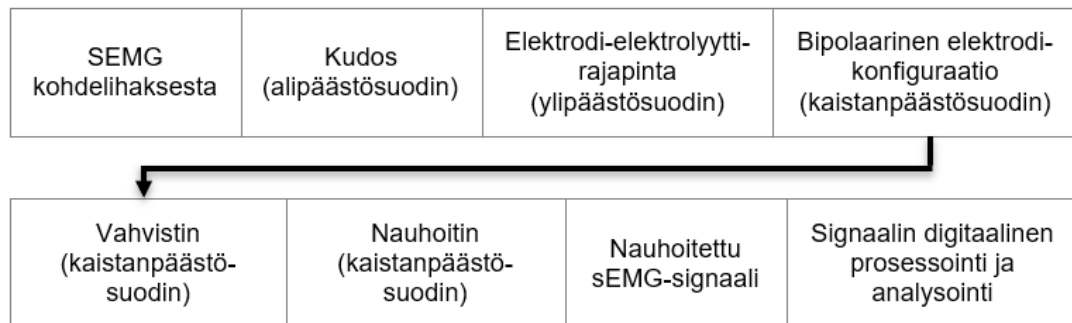 SEMG
kohdelihaksesta
Kudos
(alipäästösuodin)
Elektrodi-elektrolyytti-
rajapinta
(ylipäästösuodin)
Bipolaarinen elektrodi-
konfiguraatio
(kaistanpäästösuodin)
Vahvistin
(kaistanpäästö-
suodin)
Nauhoitin
(kaistanpäästö-
suodin)
Nauhoitettu
sEMG-signaali
Signaalin digitaalinen
prosessointi ja
analysointi